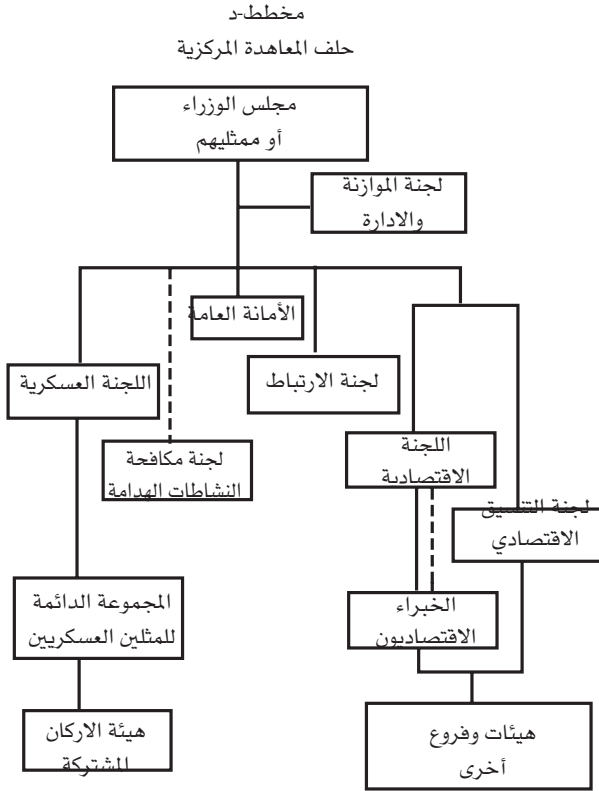 مخطط-د
حلف المعاهدة المركزية
مجلس الوزراء
أو ممثليهم
لجنة الموازنة
والادارة
الأمانة العامة
لجنة الارتباط
اللجنة العسكرية
لجنة مكافحة
النشاطات الهدامة
اللجنة
الاقتصادية
لجنة التنسيق
الاقتصادي
المجموعة الدائمة
للمثلين العسكريين
الخبراء
الاقتصاديون
هيئة الاركان
المشتركة
هيئات وفروع
أخرى